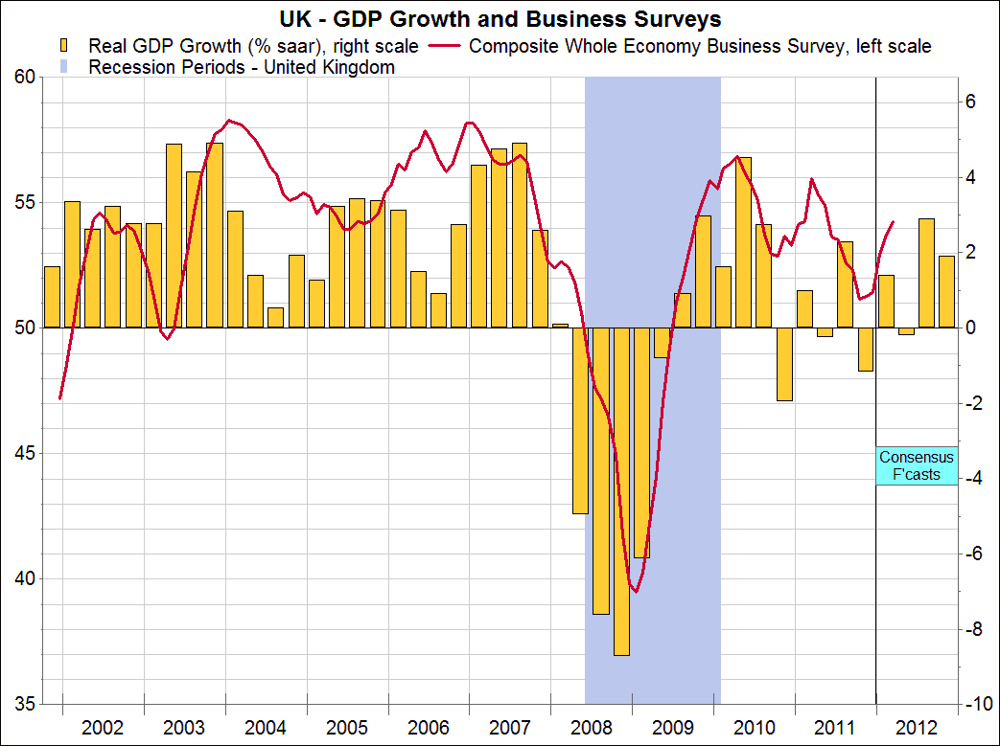 UK - GDP Growth and Business Surveys
Real GDP Growth (% saar), right scale
Composite Whole Economy Business Survey, left scale
Recession Periods - United Kingdom
60
55
50
45
40
35
6
4
2
0
-2
-4
-6
-8
-10
Consensus
F'casts
2002 2003 2004 2005 2006 2007 2008 2009 2010 2011 2012